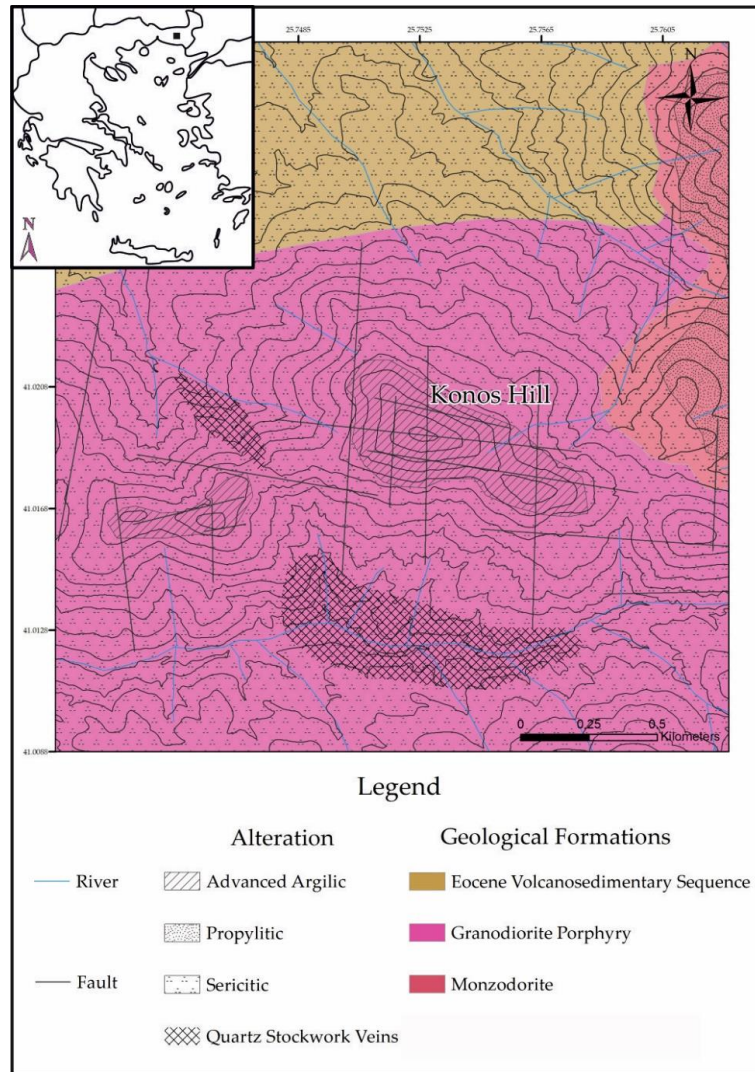 25.7485 25.7525 25.7565 25.7605
N
N
41.0208
Konos Hill
41.0168
41.0128
41.0088
0 0.25 0.5
Kilometers
Legend
Alteration Geological Formations
River Advanced Argilic Eocene Volcanosedimentary Sequence
Propylitic Granodiorite Porphyry
Fault Sericitic Monzodorite
Quartz Stockwork Veins